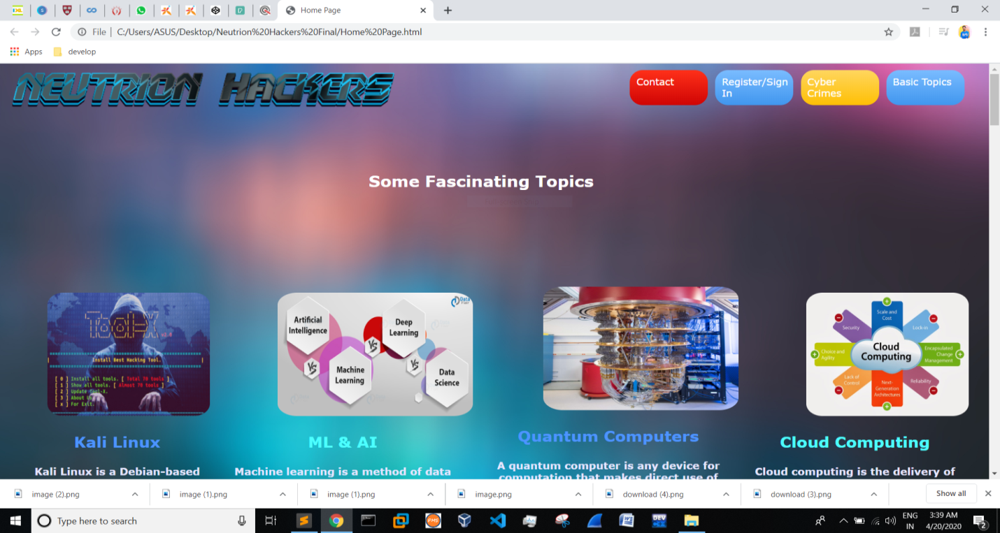 Home Page
File
C:/Users/ASUS/Desktop/Neutrion%20Hackers%20Final/Home%20Page.html
Apps
develop
NEUTRION HACKERS
Contact
Register/Sign
In
Cyber
Crimes
Basic Topics
Some Fascinating Topics
Tool-X
Install Best Hacking Tool.
[ 0 ] Install all tools. [ Total 70 tools ]
[ 1 ] Show all tools. [ Almost 70 tools ]
[ 2 ] Update Tool-X.
[ 3 ] About Us
[ x ] For Exit.
Data
Flair
Artificial
Intelligence
VS
Machine
Learning
VS
Deep
Learning
VS
Data
Science
Scale and
Cost
Security
Lock-in
Choice and
Agility
Cloud
Computing
Encapsulated
Change
Management
Lack of
Control
Next-
Generation
Architectures
Reliability
Kali Linux
ML & AI
Quantum Computers
Cloud Computing
Kali Linux is a Debian-based
Machine learning is a method of data
A quantum computer is any device for
computation that makes direct use of
Cloud computing is the delivery of
image (2).png
image (1).png
image (1).png
image.png
download (4).png
download (3).png
Show all
Type here to search
FMS
DEV
ENG
IN
3:39 AM
4/20/2020
2